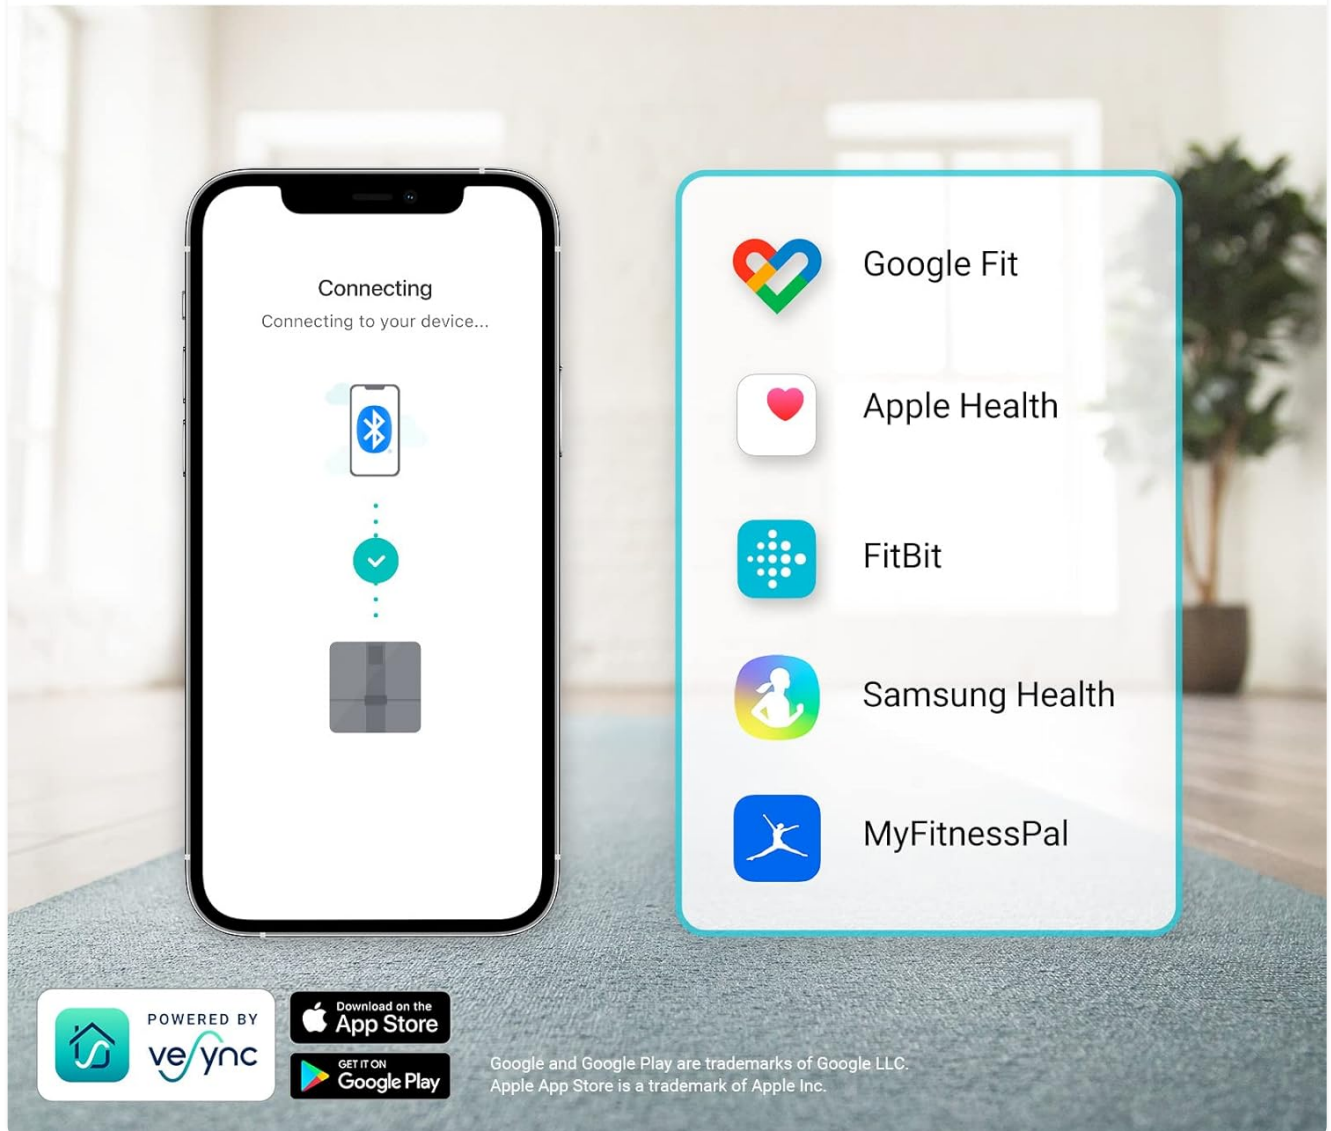 Connecting
Connecting to your device...
Google Fit
Apple Health
FitBit
Samsung Health
MyFitnessPal
POWERED BY
vesync
Download on the
App Store
GET IT ON
Google Play
Google and Google Play are trademarks of Google LLC.
Apple App Store is a trademark of Apple Inc.